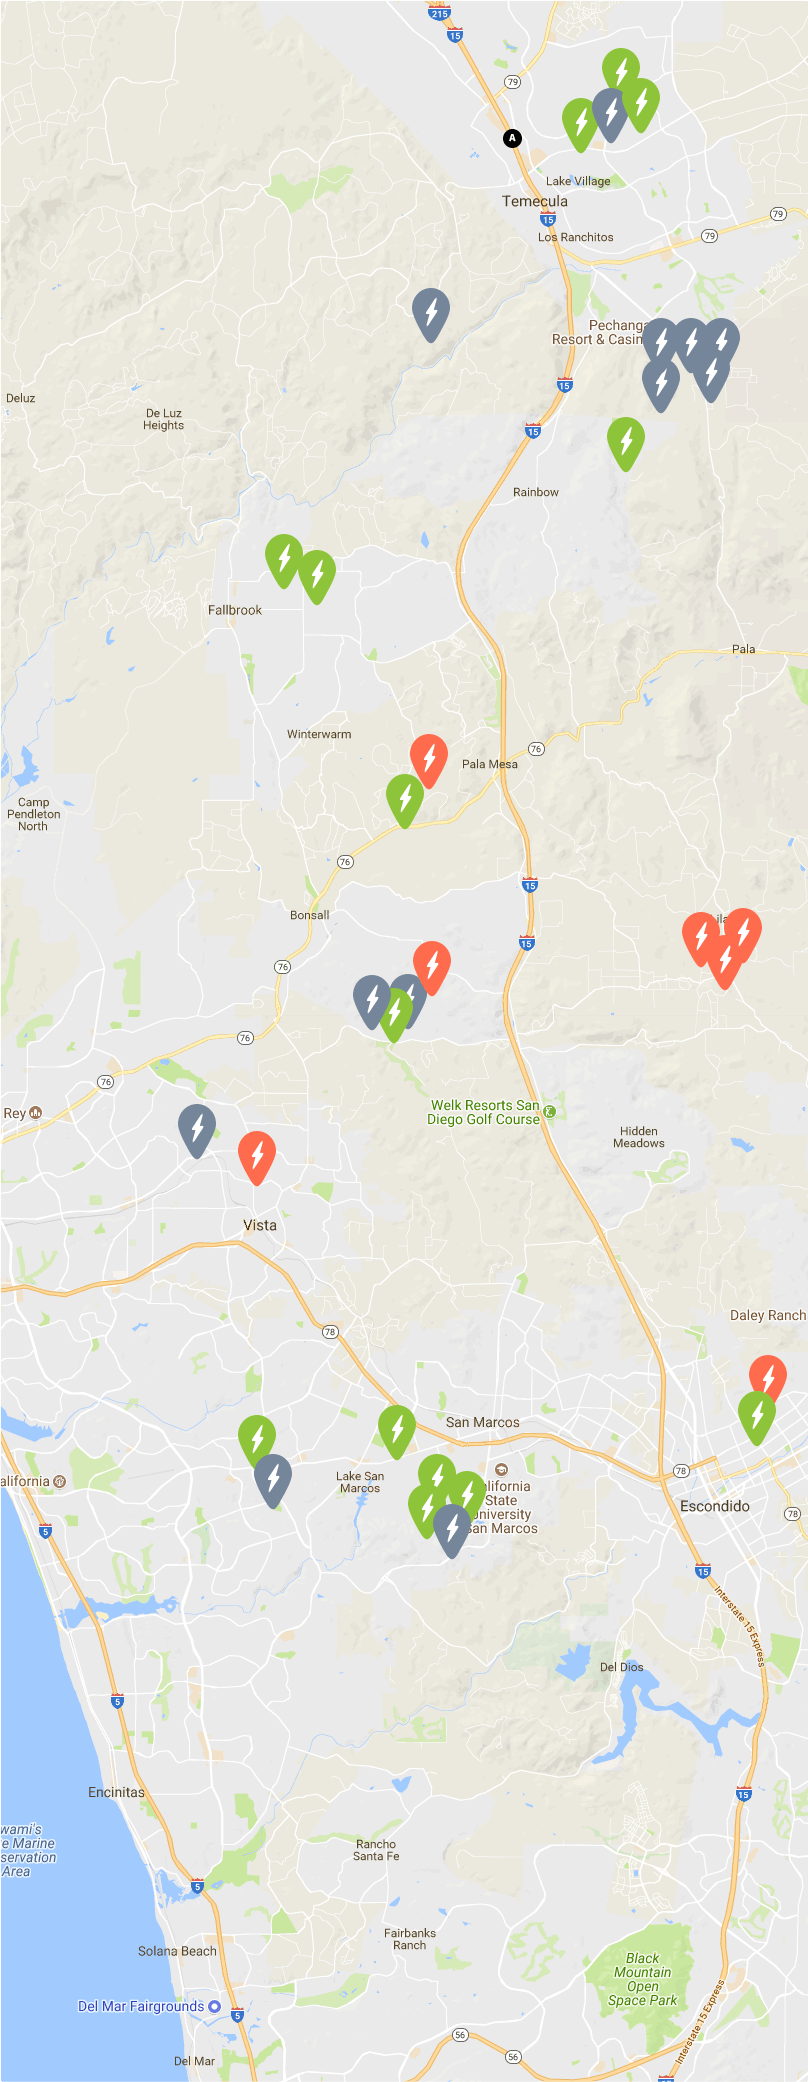 215
15
79
A
Lake Village
Temecula
15
79
79
Los Ranchitos
Pechanga
Resort & Casin
15
Deluz
De Luz
Heights
15
Rainbow
Fallbrook
Pala
Winterwarm
76
Pala Mesa
Camp
Pendleton
North
76
15
Bonsall
15
76
76
76
Rey
Welk Resorts San
Diego Golf Course
Hidden
Meadows
Vista
Daley Ranch
78
San Marcos
78
Lake San
Marcos
alifornia
lifornia
State
University
San Marcos
Escondido
78
15
5
15
Interstate 15 Express
Del Dios
5
Encinitas
15
wami's
e Marine
servation
Area
Rancho
Santa Fe
5
Fairbanks
Ranch
Solana Beach
Black
Mountain
Open
Space Park
Del Mar Fairgrounds
5
Interstate 15 Express
56
56
Del Mar